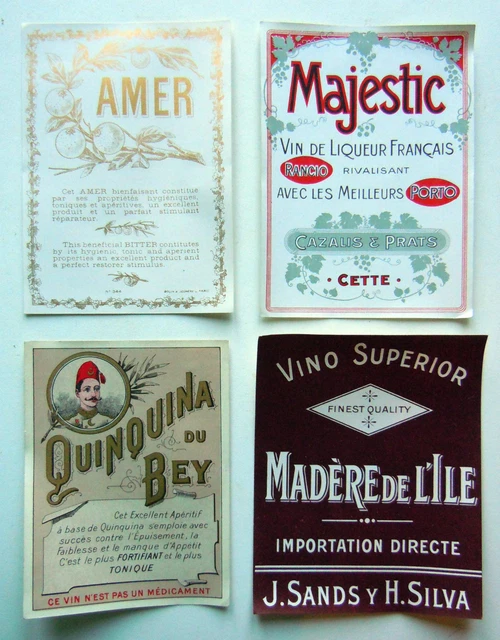 AMER
Cet AMER bienfaisant constitue
par ses propriétés hygiéniques,
toniques et apéritives, un excellent
produit et un parfait stimulant
réparateur.
This beneficial BITTER contitutes
by its hygienic, tonic and aperient
properties an excellent product and
a perfect restorer stimulus.
Majestic
VIN DE LIQUEUR FRANÇAIS
RANCIO RIVALISANT
AVEC LES MEILLEURS PORTO
CAZALIS & PRATS
· CETTE ·
QUINQUINA
DU
BEY
Cet Excellent Apéritif
à base de Quinquina s'emploie avec
succès contre l'Epuisement, la
Faiblesse et le manque d'Appétit
C'est le plus FORTIFIANT et le plus
TONIQUE
CE VIN N'EST PAS UN MÉDICAMENT
VINO SUPERIOR
FINEST QUALITY
MADÈRE DE L'ILE
IMPORTATION DIRECTE
J. SANDS Y H. SILVA